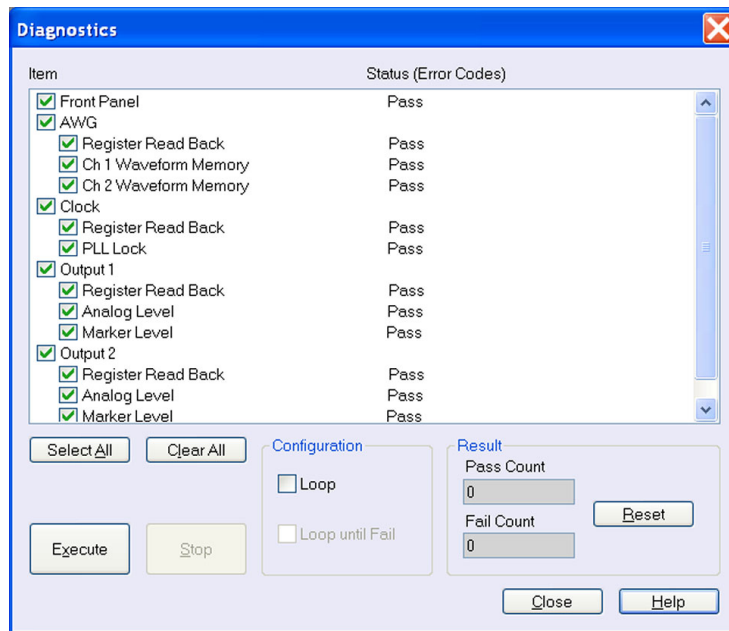 Diagnostics
Item Status (Error Codes)
Front Panel Pass
AWG
Register Read Back Pass
Ch 1 Waveform Memory Pass
Ch 2 Waveform Memory Pass
Clock
Register Read Back Pass
PLL Lock Pass
Output 1
Register Read Back Pass
Analog Level Pass
Marker Level Pass
Output 2
Register Read Back Pass
Analog Level Pass
Marker Level Pass
Select All Clear All Configuration Result
Pass Count
Loop
0
Reset
Fail Count
Execute Stop Loop until Fail
0
Close Help